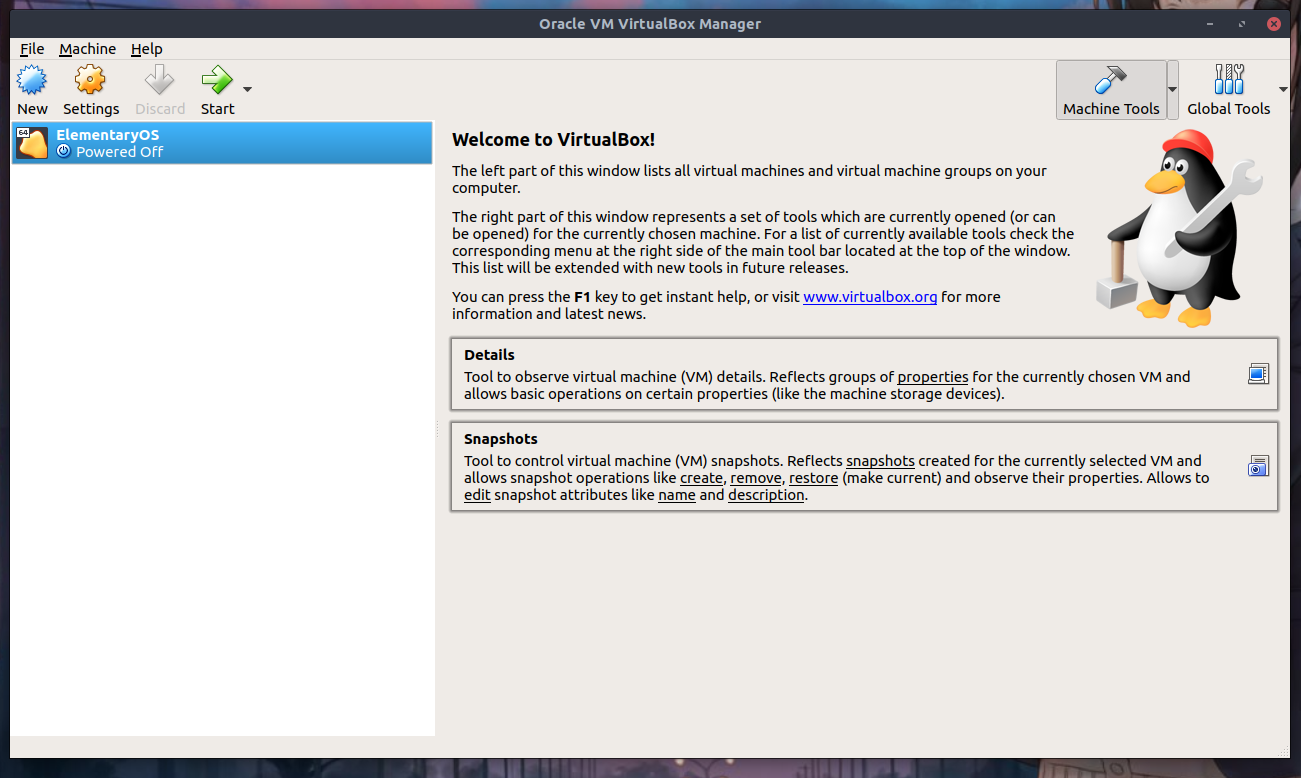 Oracle VM VirtualBox Manager
File Machine Help
New Settings Discard Start Machine Tools Global Tools
64
ElementaryOS
Powered Off
Welcome to VirtualBox!
The left part of this window lists all virtual machines and virtual machine groups on your
computer.
The right part of this window represents a set of tools which are currently opened (or can
be opened) for the currently chosen machine. For a list of currently available tools check the
corresponding menu at the right side of the main tool bar located at the top of the window.
This list will be extended with new tools in future releases.
You can press the F1 key to get instant help, or visit www.virtualbox.org for more
information and latest news.
Details
Tool to observe virtual machine (VM) details. Reflects groups of properties for the currently chosen VM and
allows basic operations on certain properties (like the machine storage devices).
Snapshots
Tool to control virtual machine (VM) snapshots. Reflects snapshots created for the currently selected VM and
allows snapshot operations like create, remove, restore (make current) and observe their properties. Allows to
edit snapshot attributes like name and description.